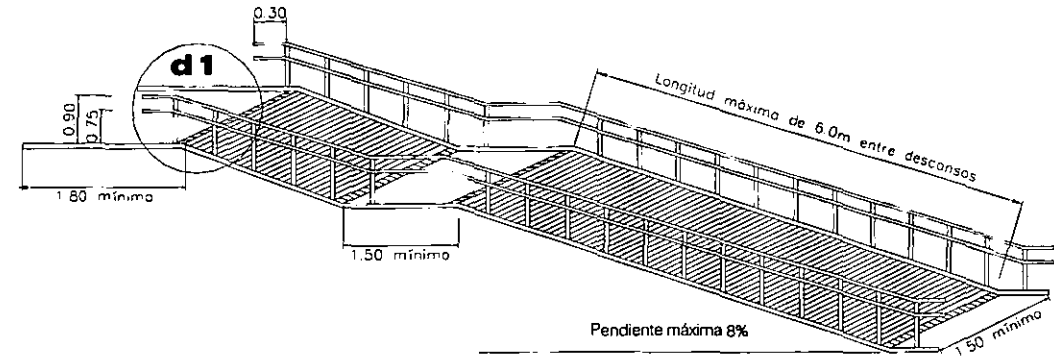 0.30
d1
Longitud máxima de 6.0m entre descansos
0.90
0.75
1.80 mínimo
1.50 mínimo
Pendiente máxima 8%
1.50 mínimo